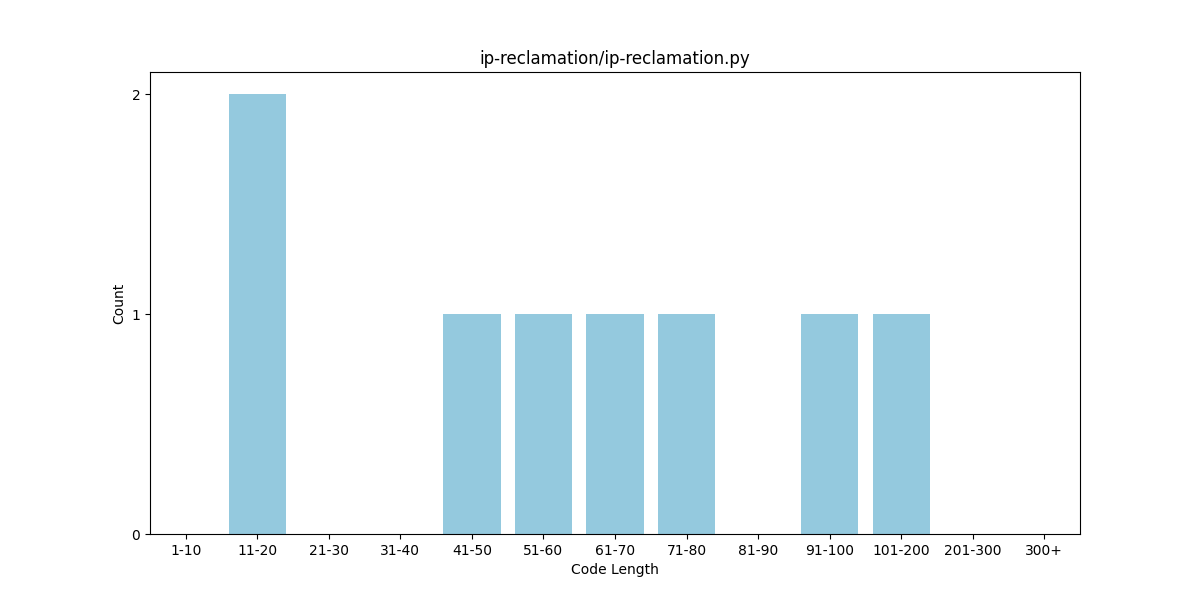 ip-reclamation/ip-reclamation.py
Count
2
1
0
1-10 11-20 21-30 31-40 41-50 51-60 61-70 71-80 81-90 91-100 101-200 201-300 300+
Code Length